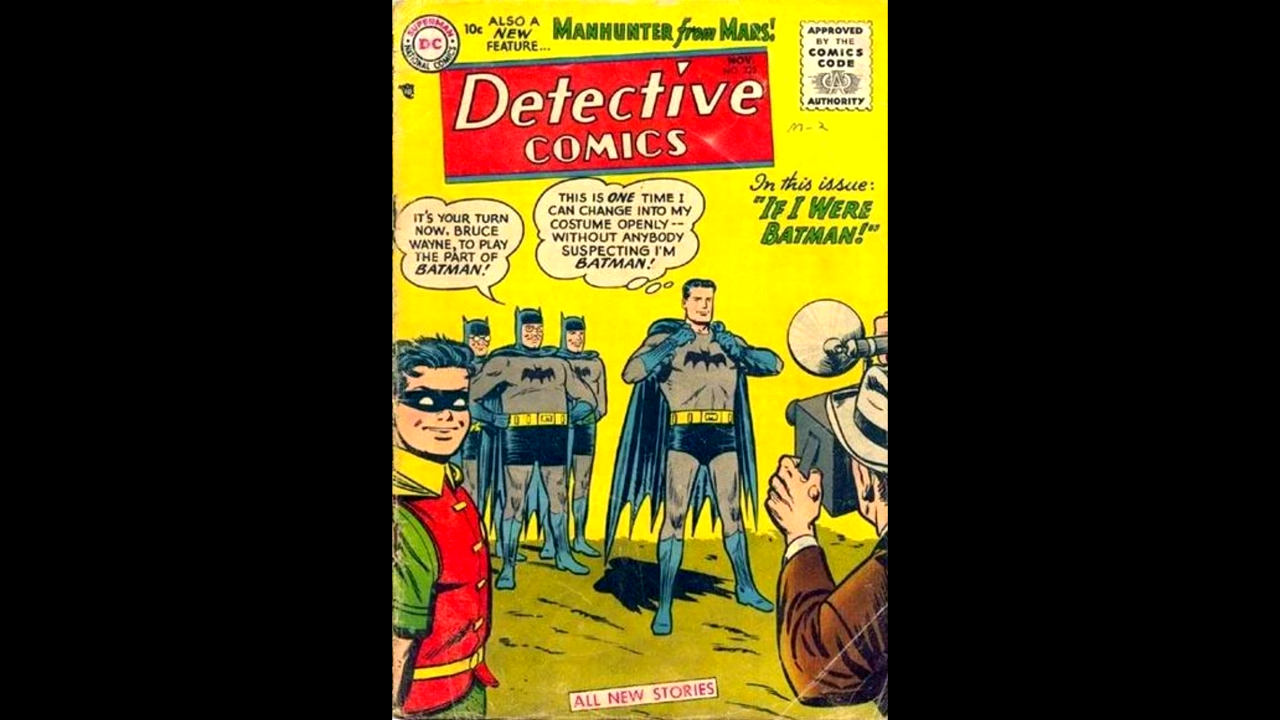 SUPERMAN
DC
NATIONAL COMICS
10¢
ALSO A
NEW
FEATURE...
MANHUNTER from MARS!
APPROVED
BY THE
COMICS
CODE
CA
AUTHORITY
NOV.
Detective
COMICS
In this issue:
"IF I WERE
BATMAN!"
IT'S YOUR TURN
NOW, BRUCE
WAYNE, TO PLAY
THE PART OF
BATMAN!
THIS IS ONE TIME I
CAN CHANGE INTO MY
COSTUME OPENLY--
WITHOUT ANYBODY
SUSPECTING I'M
BATMAN!
ALL NEW STORIES